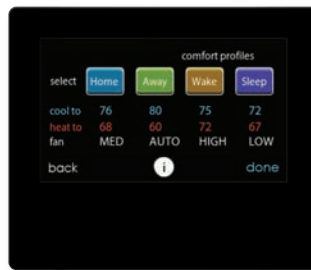 comfort profiles
select Home Away Wake Sleep
cool to 76 80 75 72
heat to 68 60 72 67
fan MED AUTO HIGH LOW
back i done